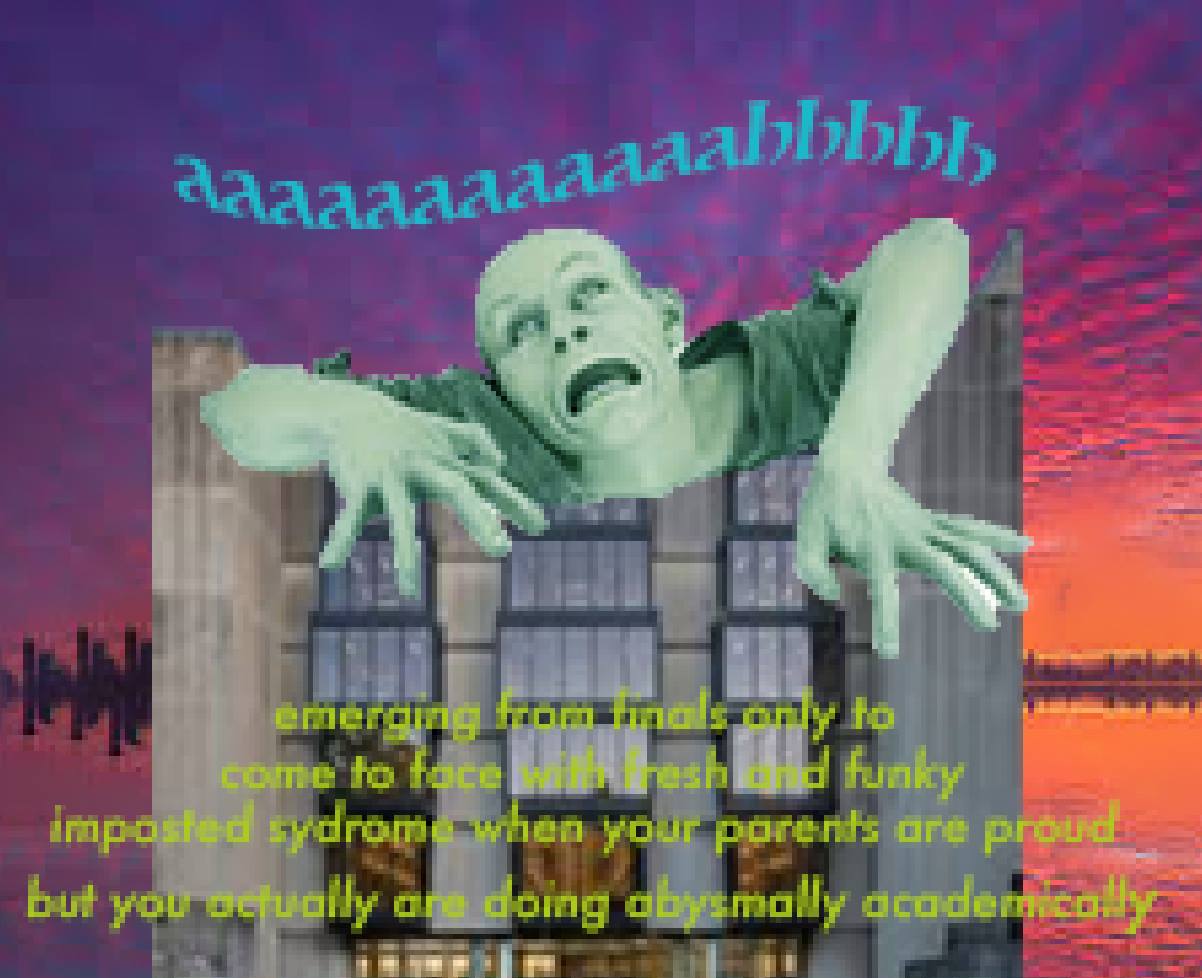 aaaaaaaaaaaaahhhhh
emerging from finals only to
come to face with fresh and funky
imposted sydrome when your parents are proud
but you actually are doing abysmally academically